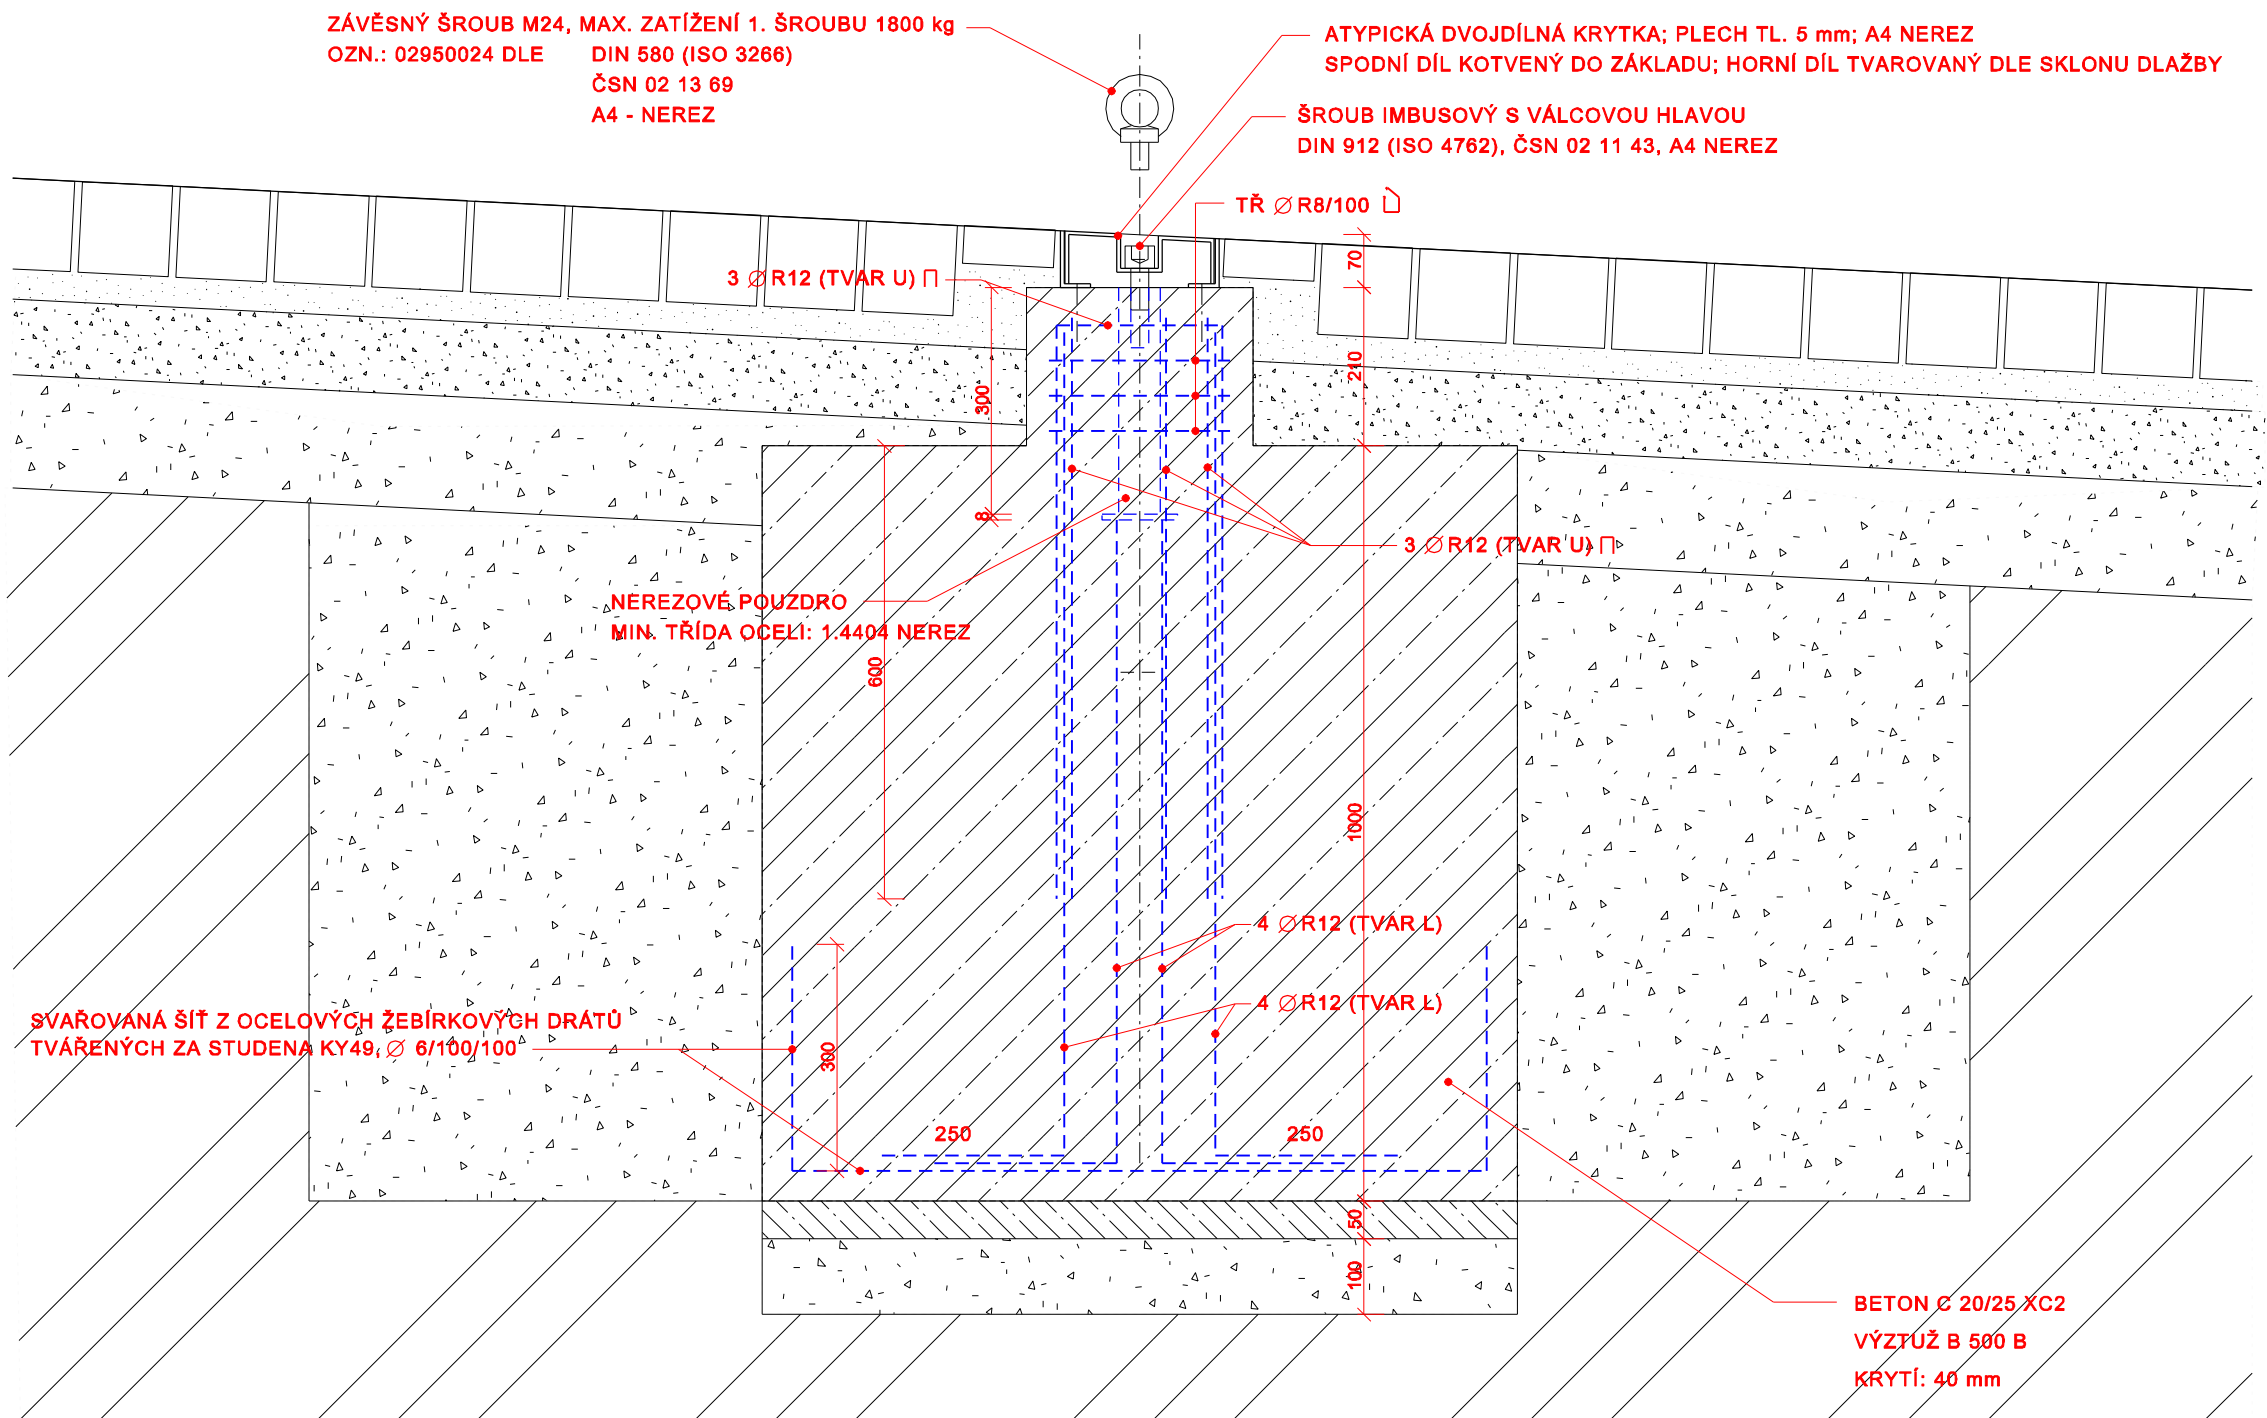 ZÁVĚSNÝ ŠROUB M24, MAX. ZATÍŽENÍ 1. ŠROUBU 1800 kg
OZN.: 02950024 DLE DIN 580 (ISO 3266)
ČSN 02 13 69
A4 - NEREZ
ATYPICKÁ DVOJDÍLNÁ KRYTKA; PLECH TL. 5 mm; A4 NEREZ
SPODNÍ DÍL KOTVENÝ DO ZÁKLADU; HORNÍ DÍL TVAROVANÝ DLE SKLONU DLAŽBY
ŠROUB IMBUSOVÝ S VÁLCOVOU HLAVOU
DIN 912 (ISO 4762), ČSN 02 11 43, A4 NEREZ
TŘ ∅ R8/100
70
3 ∅ R12 (TVAR U)
210
300
8
3 ∅ R12 (TVAR U)
NEREZOVÉ POUZDRO
MIN. TŘÍDA OCELI: 1.4404 NEREZ
600
1000
4 ∅ R12 (TVAR L)
4 ∅ R12 (TVAR L)
SVAŘOVANÁ SÍŤ Z OCELOVÝCH ŽEBÍRKOVÝCH DRÁTŮ
TVÁŘENÝCH ZA STUDENA KY49, ∅ 6/100/100
300
250
250
50
100
BETON C 20/25 XC2
VÝZTUŽ B 500 B
KRYTÍ: 40 mm